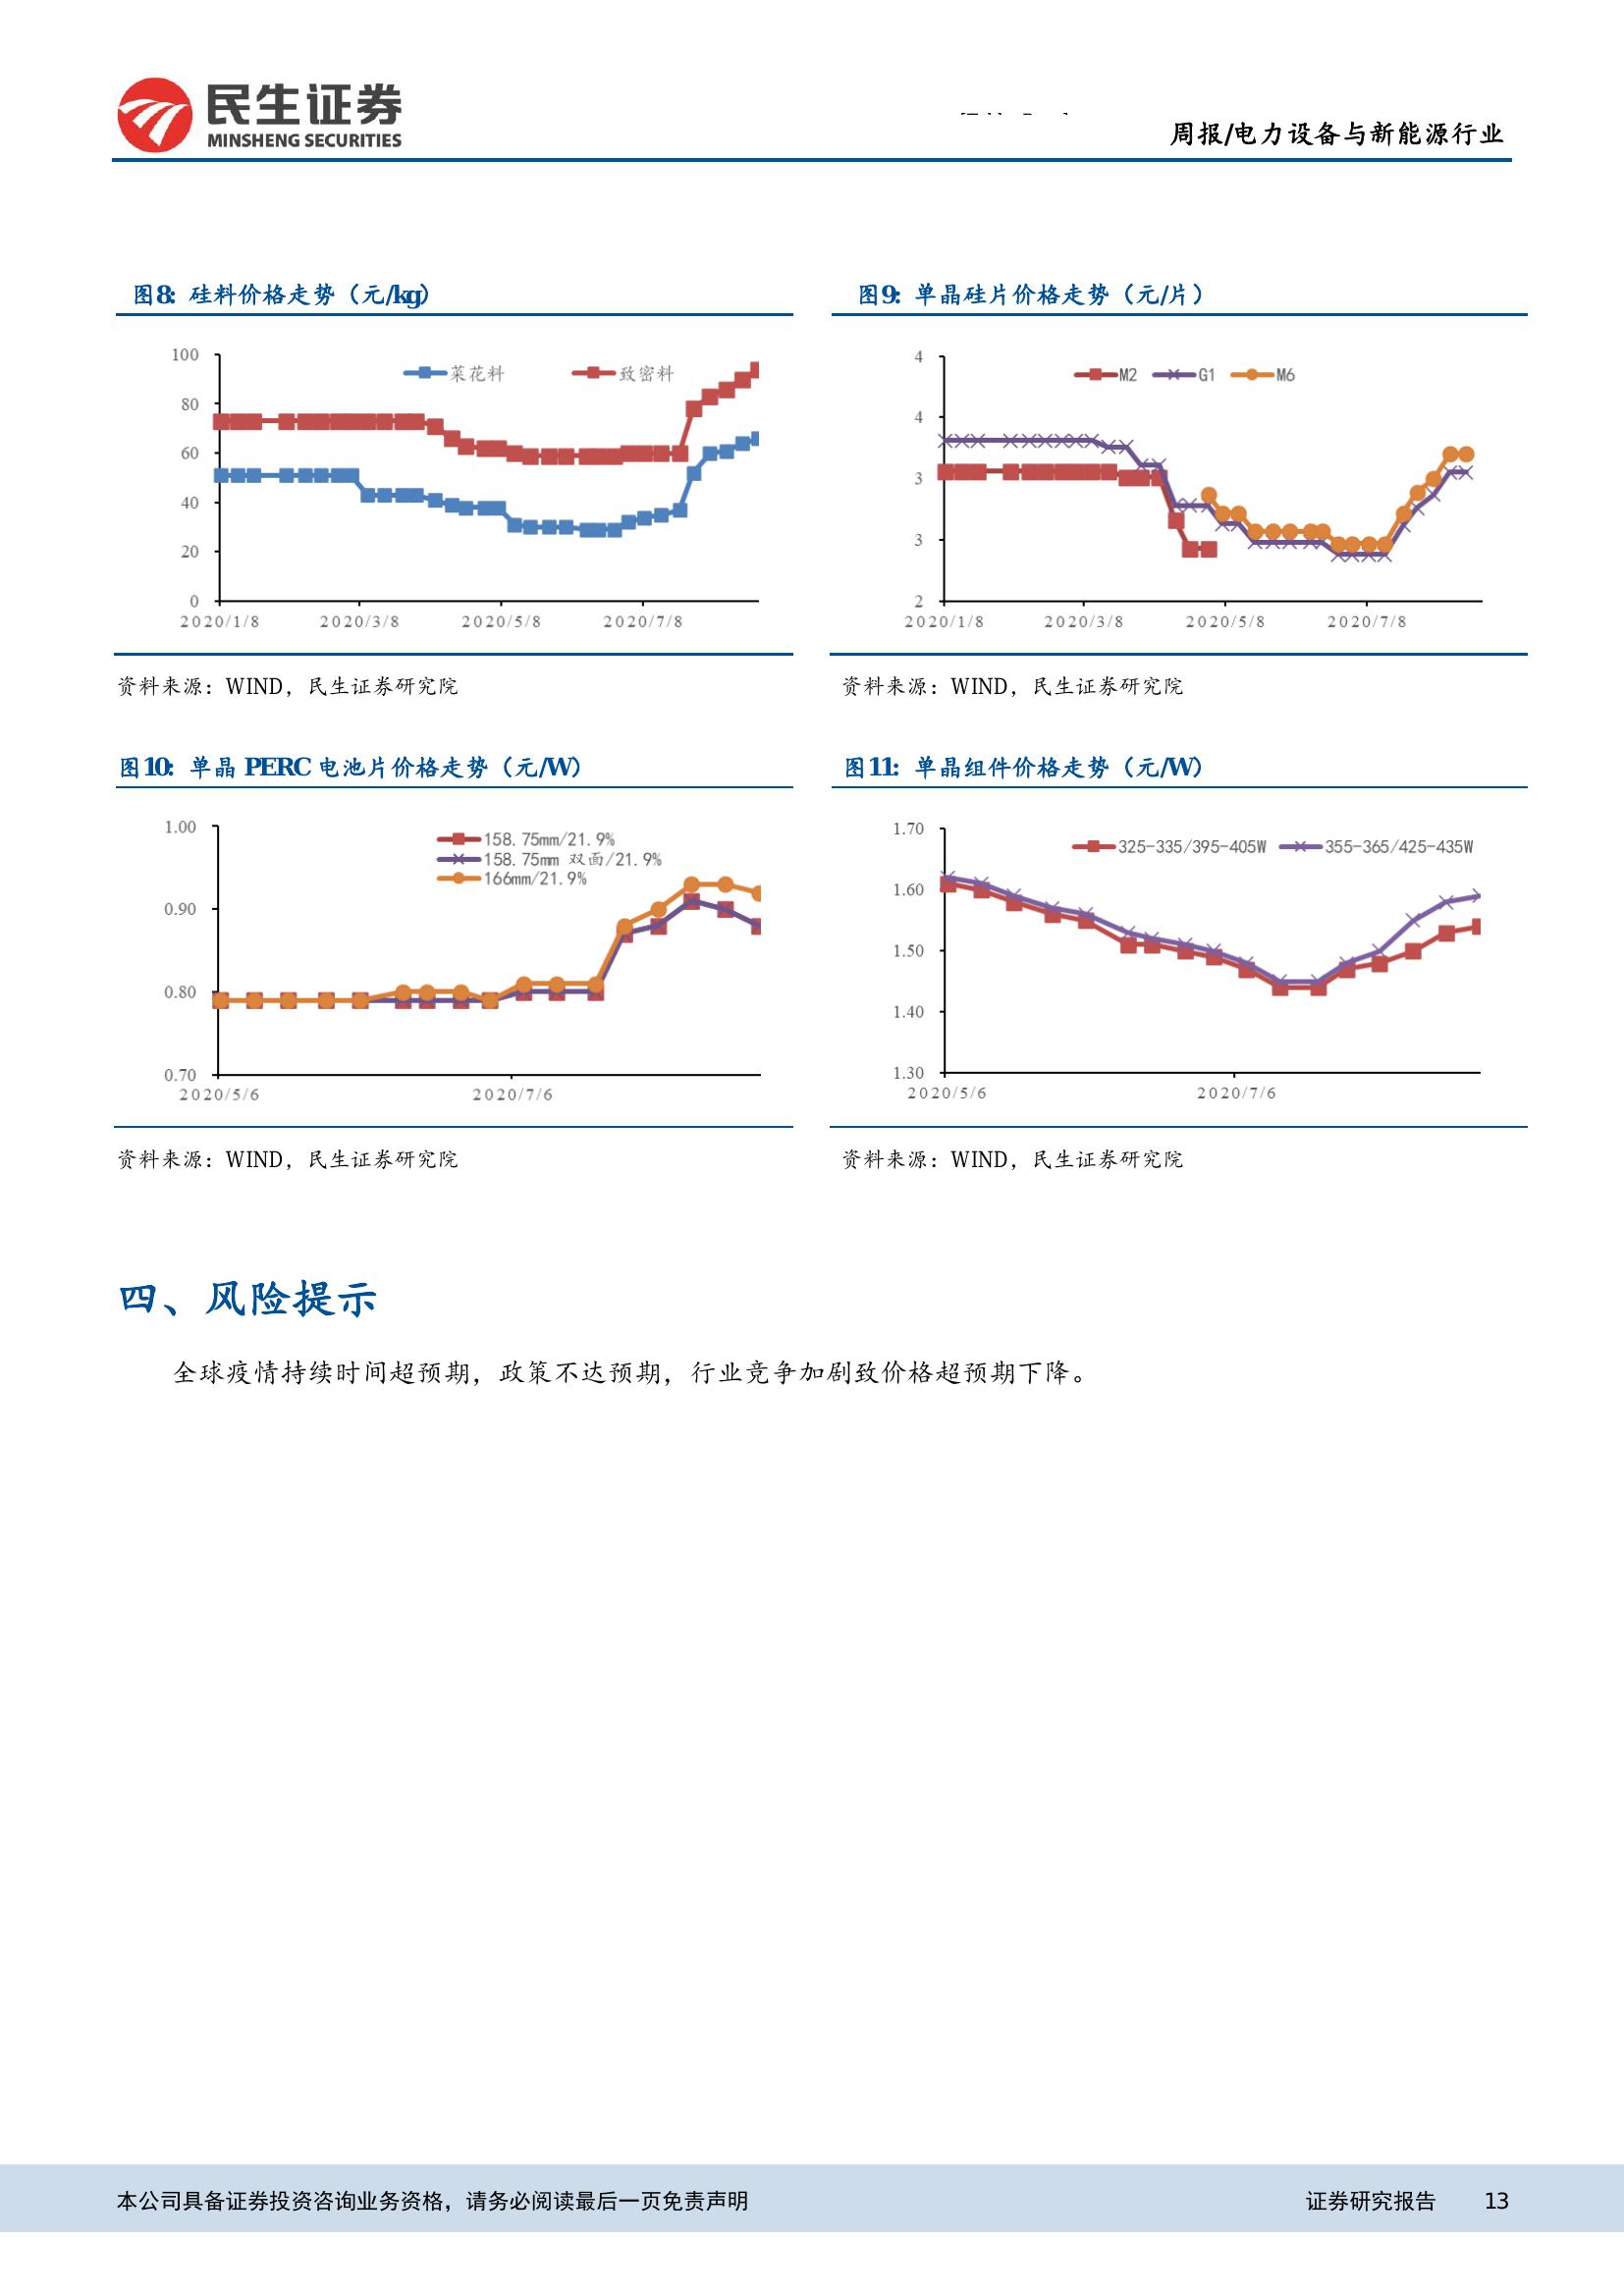 民生证券
MINSHENG SECURITIES
周报/电力设备与新能源行业
图8: 硅料价格走势（元/kg）
100
80
60
40
20
0
菜花料 致密料
2020/1/8 2020/3/8 2020/5/8 2020/7/8
资料来源：WIND，民生证券研究院
图9: 单晶硅片价格走势（元/片）
4
4
3
3
2
M2 G1 M6
2020/1/8 2020/3/8 2020/5/8 2020/7/8
资料来源：WIND，民生证券研究院
图10: 单晶 PERC 电池片价格走势（元/W）
1.00
0.90
0.80
0.70
158.75mm/21.9%
158.75mm 双面/21.9%
166mm/21.9%
2020/5/6 2020/7/6
资料来源：WIND，民生证券研究院
图11: 单晶组件价格走势（元/W）
1.70
1.60
1.50
1.40
1.30
325-335/395-405W 355-365/425-435W
2020/5/6 2020/7/6
资料来源：WIND，民生证券研究院
四、风险提示
全球疫情持续时间超预期，政策不达预期，行业竞争加剧致价格超预期下降。
本公司具备证券投资咨询业务资格，请务必阅读最后一页免责声明 证券研究报告 13